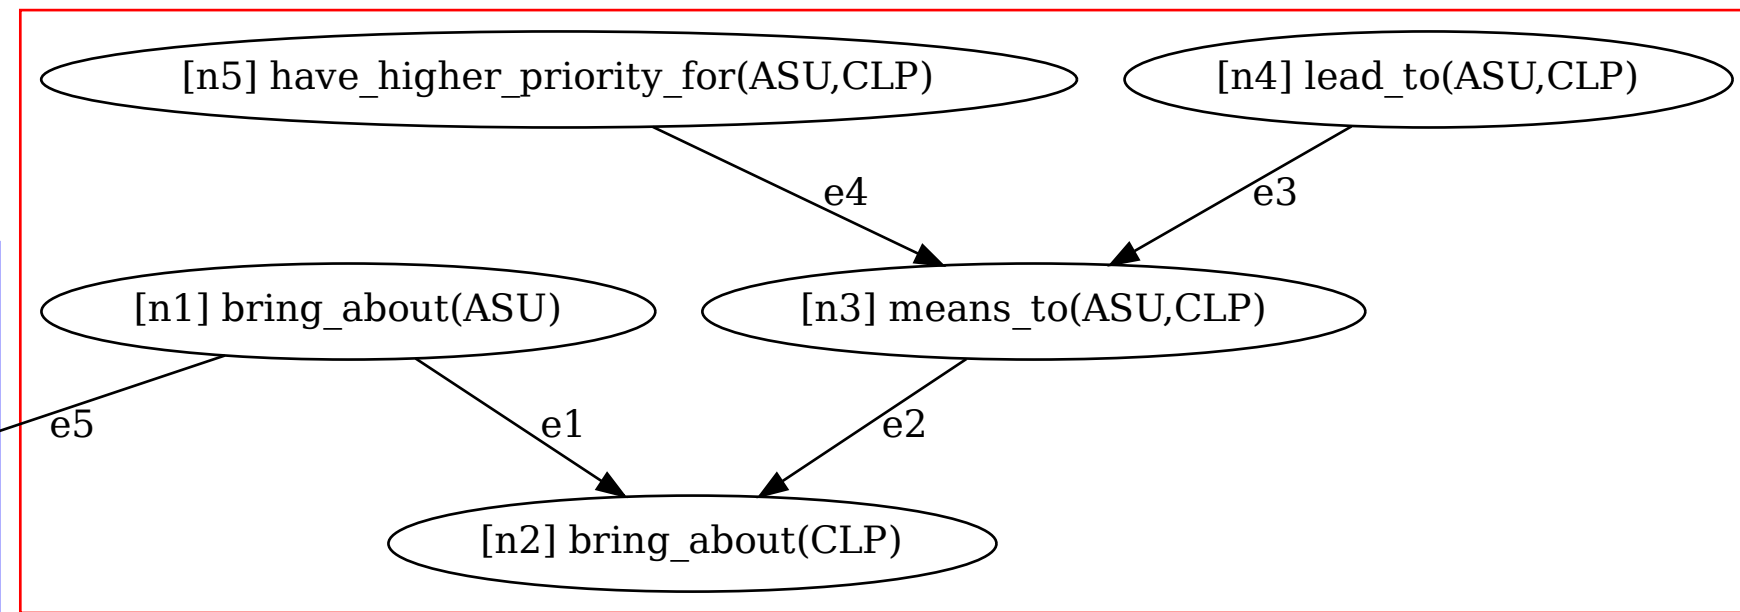 [n5] have_higher_priority_for(ASU,CLP)
[n4] lead_to(ASU,CLP)
e4
e3
[n1] bring_about(ASU)
[n3] means_to(ASU,CLP)
e5
e1
e2
[n2] bring_about(CLP)